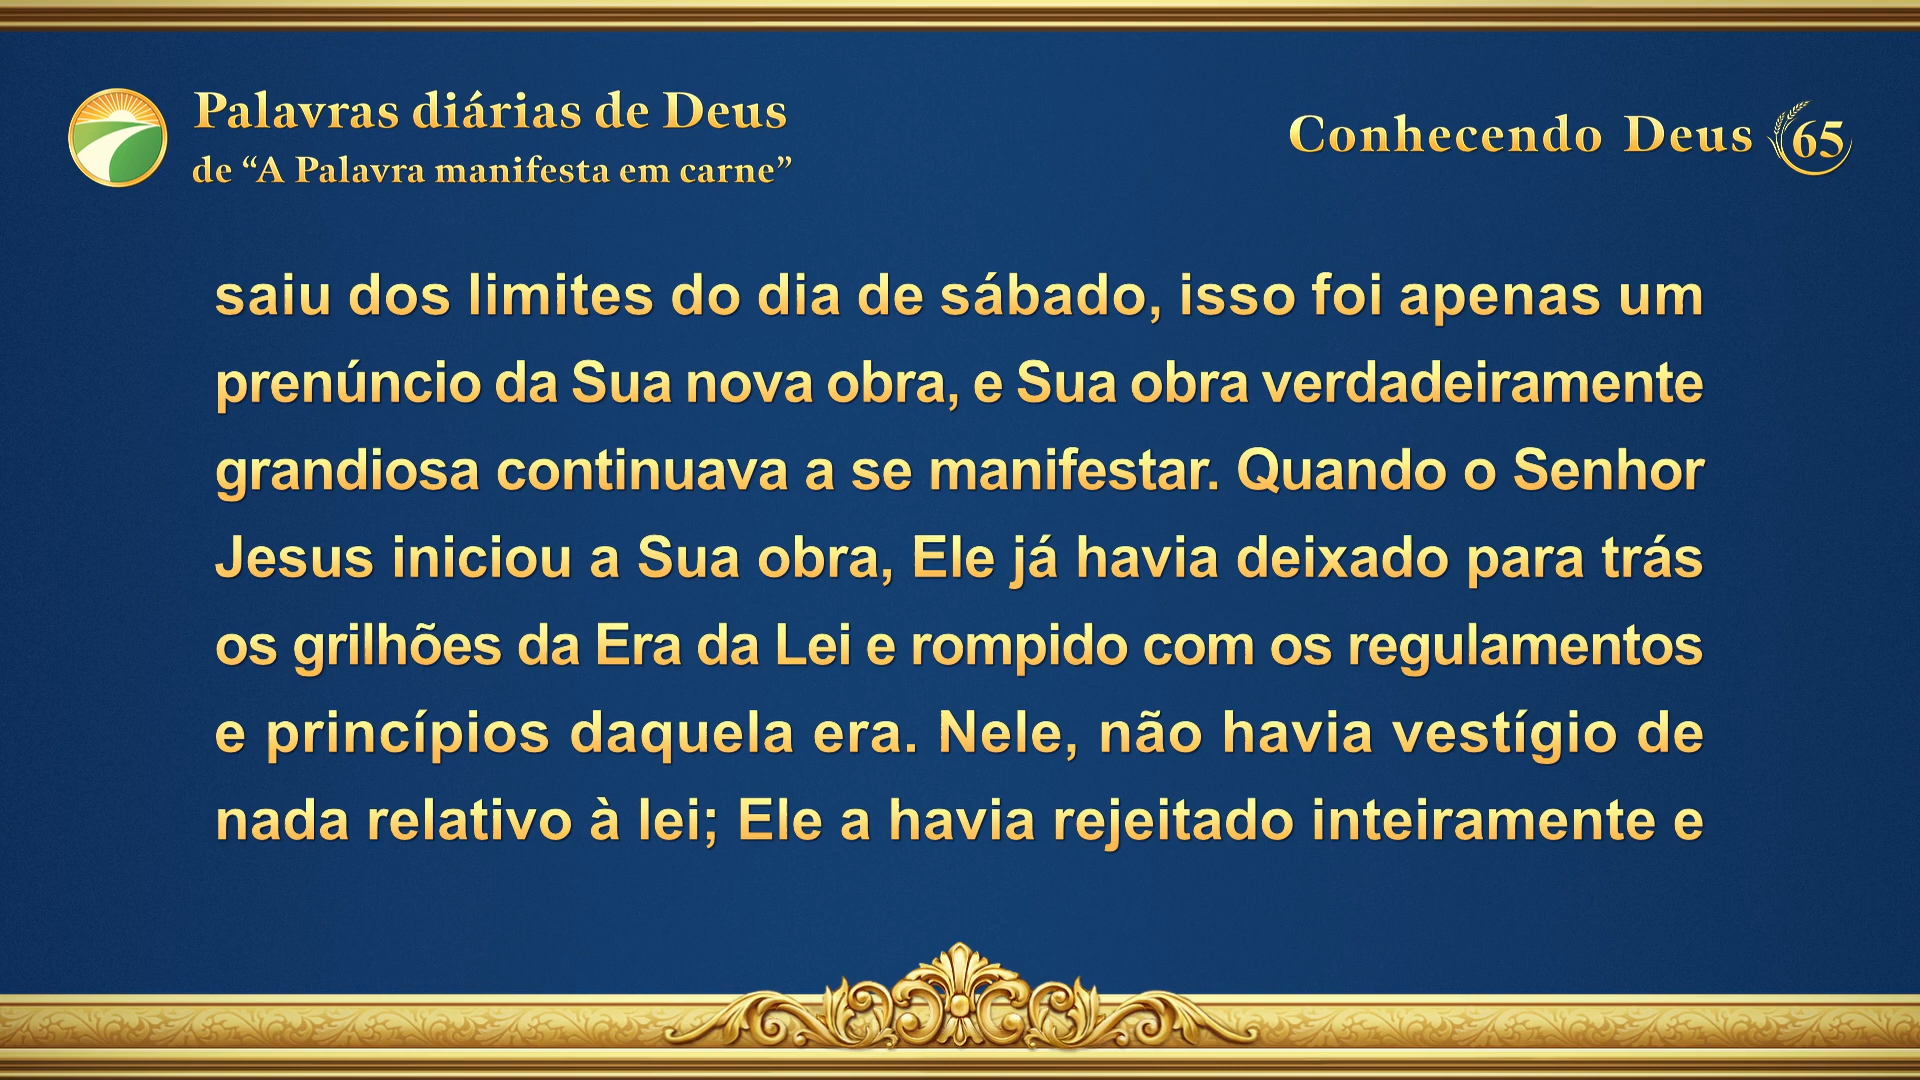 Palavras diárias de Deus
de “A Palavra manifesta em carne”
Conhecendo Deus 65
saiu dos limites do dia de sábado, isso foi apenas um
prenúncio da Sua nova obra, e Sua obra verdadeiramente
grandiosa continuava a se manifestar. Quando o Senhor
Jesus iniciou a Sua obra, Ele já havia deixado para trás
os grilhões da Era da Lei e rompido com os regulamentos
e princípios daquela era. Nele, não havia vestígio de
nada relativo à lei; Ele a havia rejeitado inteiramente e